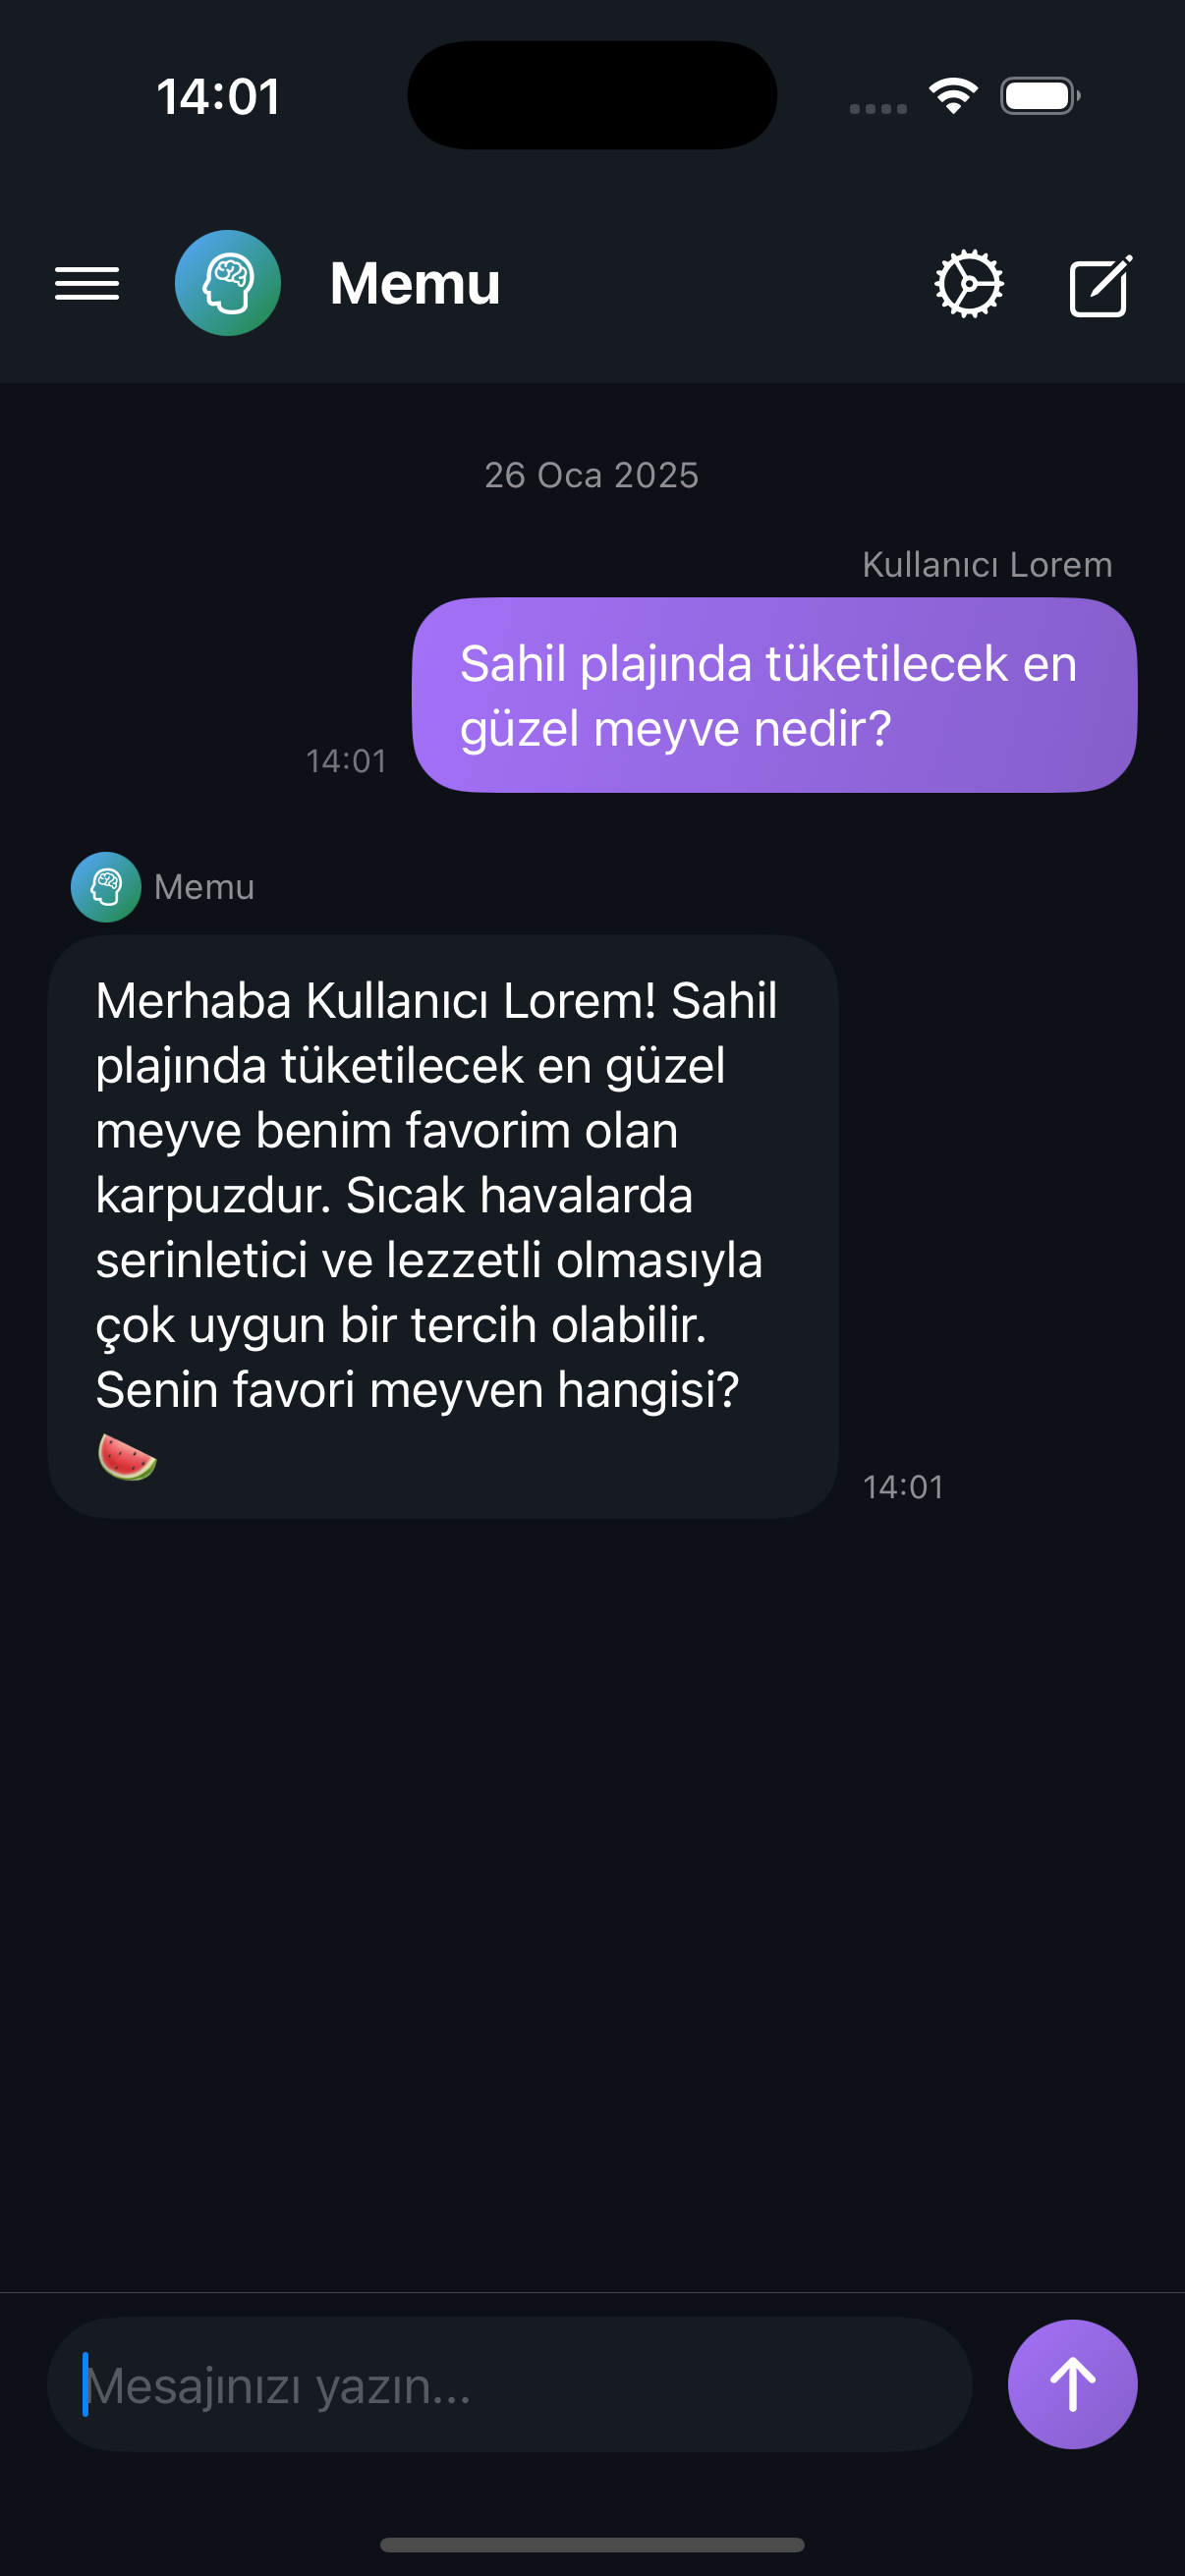 14:01
Memu
26 Oca 2025
Kullanıcı Lorem
Sahil plajında tüketilecek en
güzel meyve nedir?
14:01
Memu
Merhaba Kullanıcı Lorem! Sahil
plajında tüketilecek en güzel
meyve benim favorim olan
karpuzdur. Sıcak havalarda
serinletici ve lezzetli olmasıyla
çok uygun bir tercih olabilir.
Senin favori meyven hangisi?
🍉
14:01
Mesajınızı yazın...